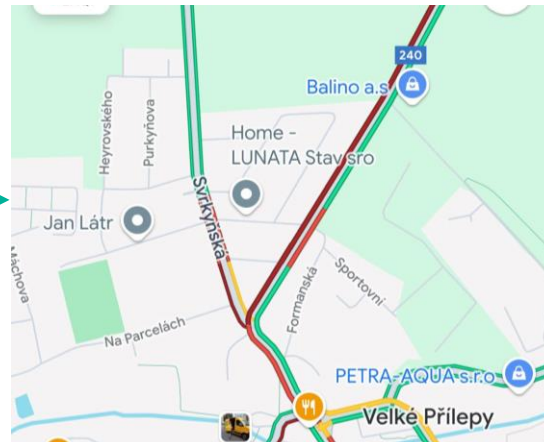 240
Balino a.s
Heyrovského
Purkyňova
Home -
LUNATA Stav sro
Svrkyňská
Jan Látr
Máchova
Na Parcelách
Formanská
Sportovní
PETRA-AQUA s.r.o
Velké Přílepy